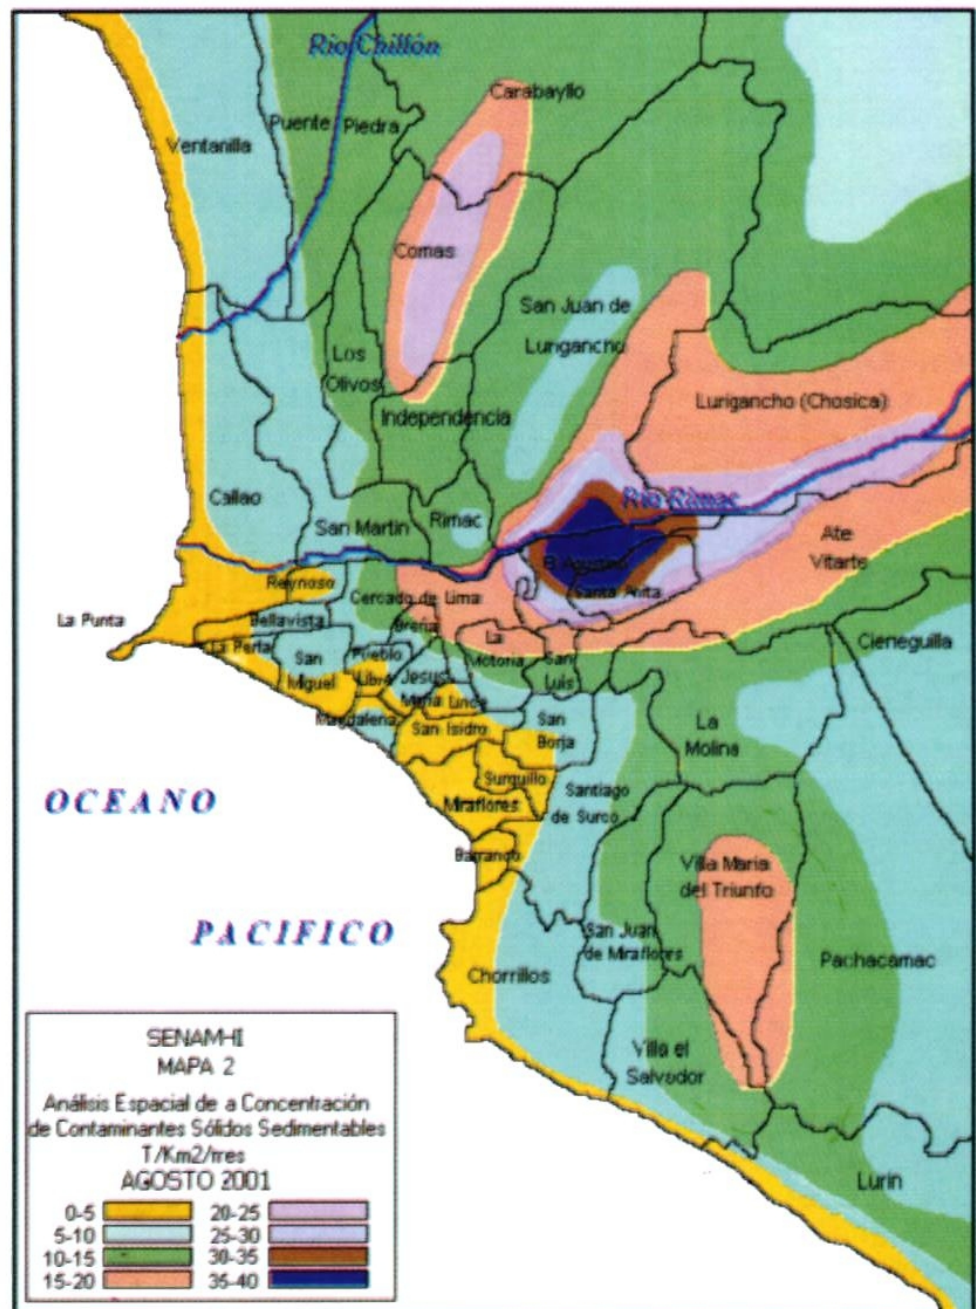 Río Chillón
Carabayllo
Puente Piedra
Ventanilla
Comas
San Juan de
Lurigancho
Los
Olivos
Lurigancho (Chosica)
Independencia
Callao
Río Rímac
San Martin
Rimac
Ate
Vitarte
B Agustino
Santa Anita
Reynoso
Cercado de Lima
La Punta
Bellavista
Breña
La
Motoria
San
Luis
Cieneguilla
La Perla
San
Miguel
Pueblo
Libre
Jesus
Maria
Lince
Magdalena
San Isidro
San
Borja
La
Molina
OCEANO
Surquillo
Santiago
de Surco
Miraflores
Barranco
Villa Maria
del Triunfo
PACIFICO
San Juan
de Miraflores
Pachacamac
Chorrillos
Villa el
Salvador
Lurin
SENAMHI
MAPA 2
Análisis Espacial de a Concentración
de Contaminantes Sólidos Sedimentables
T/Km2/mes
AGOSTO 2001
0-5 20-25
5-10 25-30
10-15 30-35
15-20 35-40